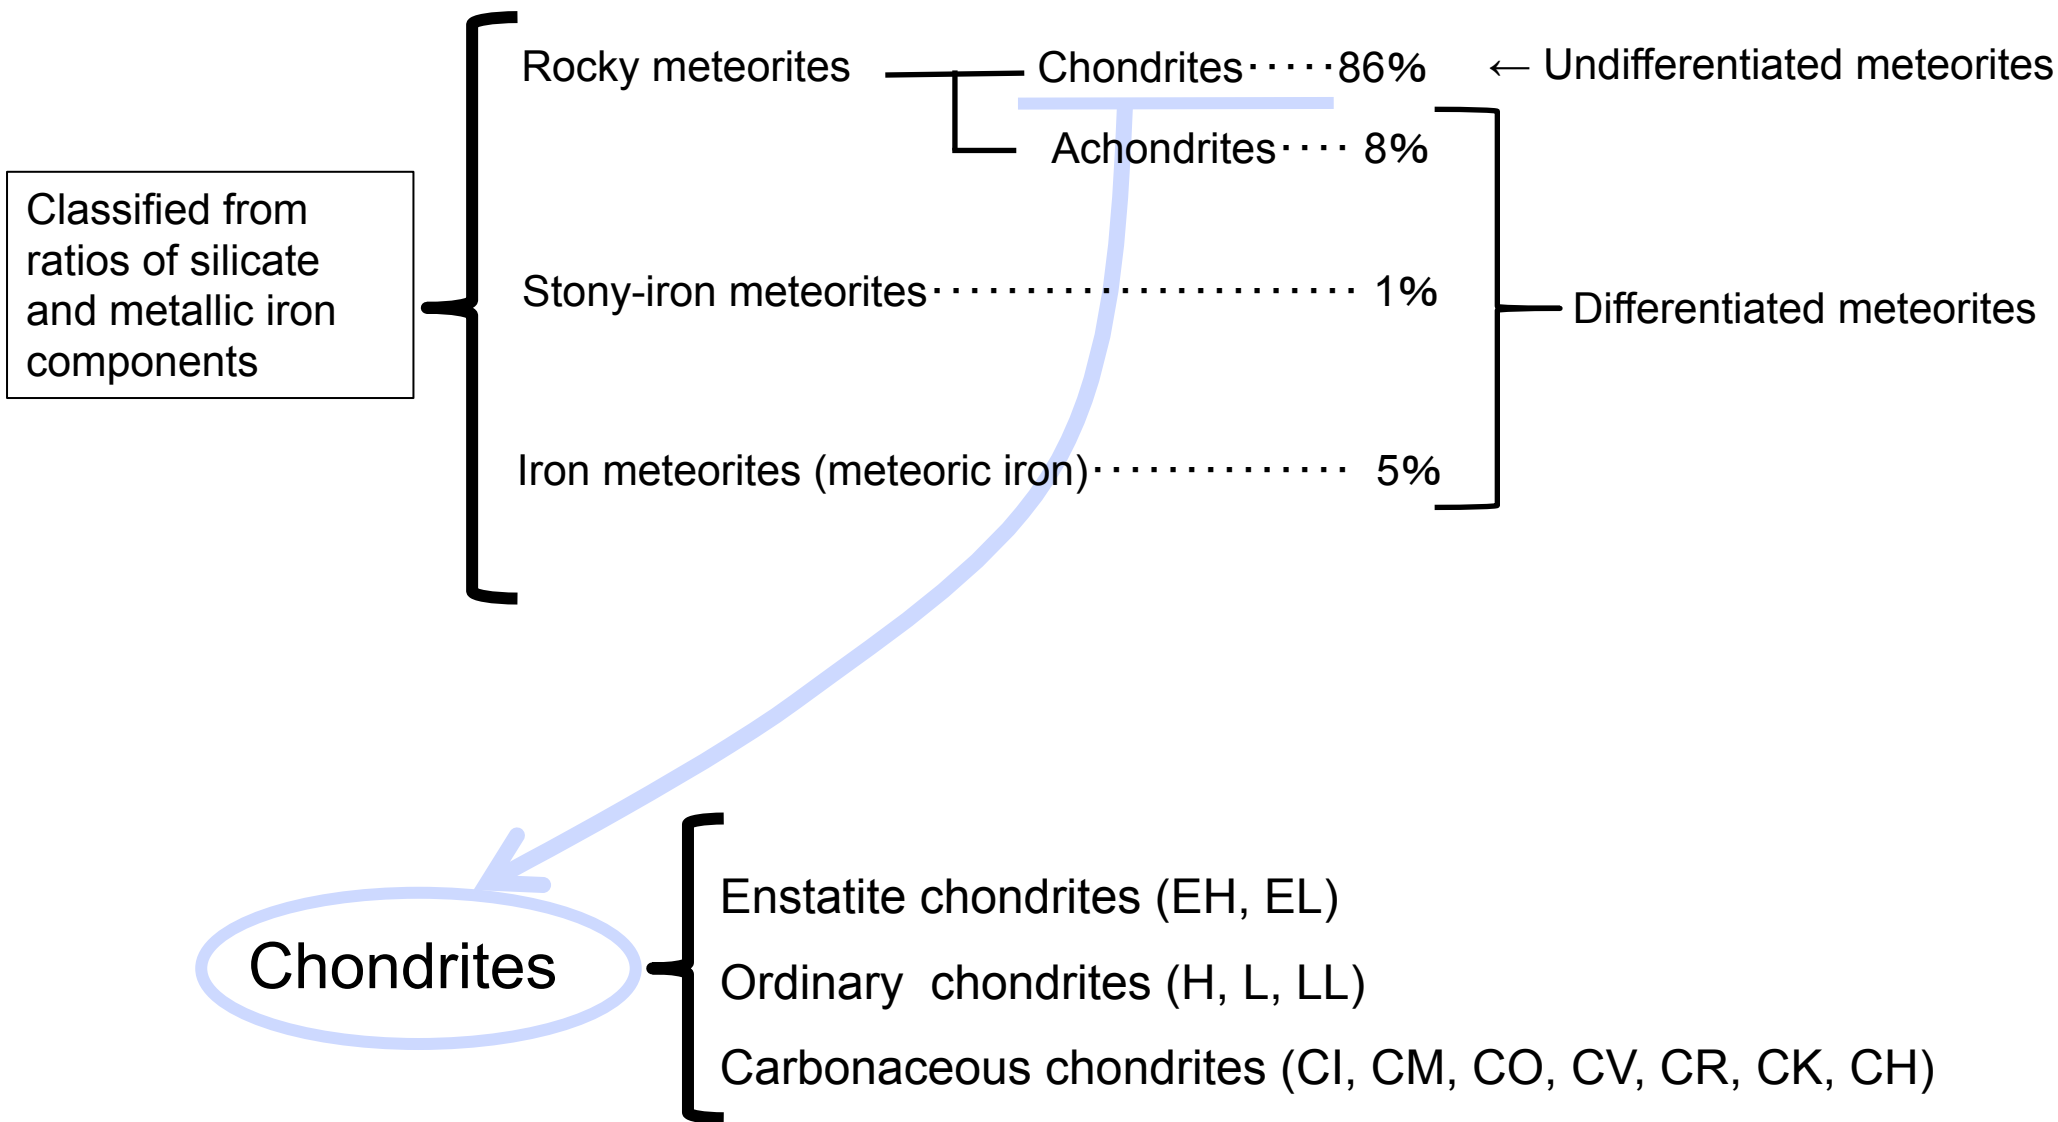 Rocky meteorites Chondrites·····86% ← Undifferentiated meteorites
Achondrites···· 8%
Classified from
ratios of silicate
and metallic iron
components
Stony-iron meteorites······················· 1%
Differentiated meteorites
Iron meteorites (meteoric iron)·············· 5%
Chondrites
Enstatite chondrites (EH, EL)
Ordinary chondrites (H, L, LL)
Carbonaceous chondrites (CI, CM, CO, CV, CR, CK, CH)